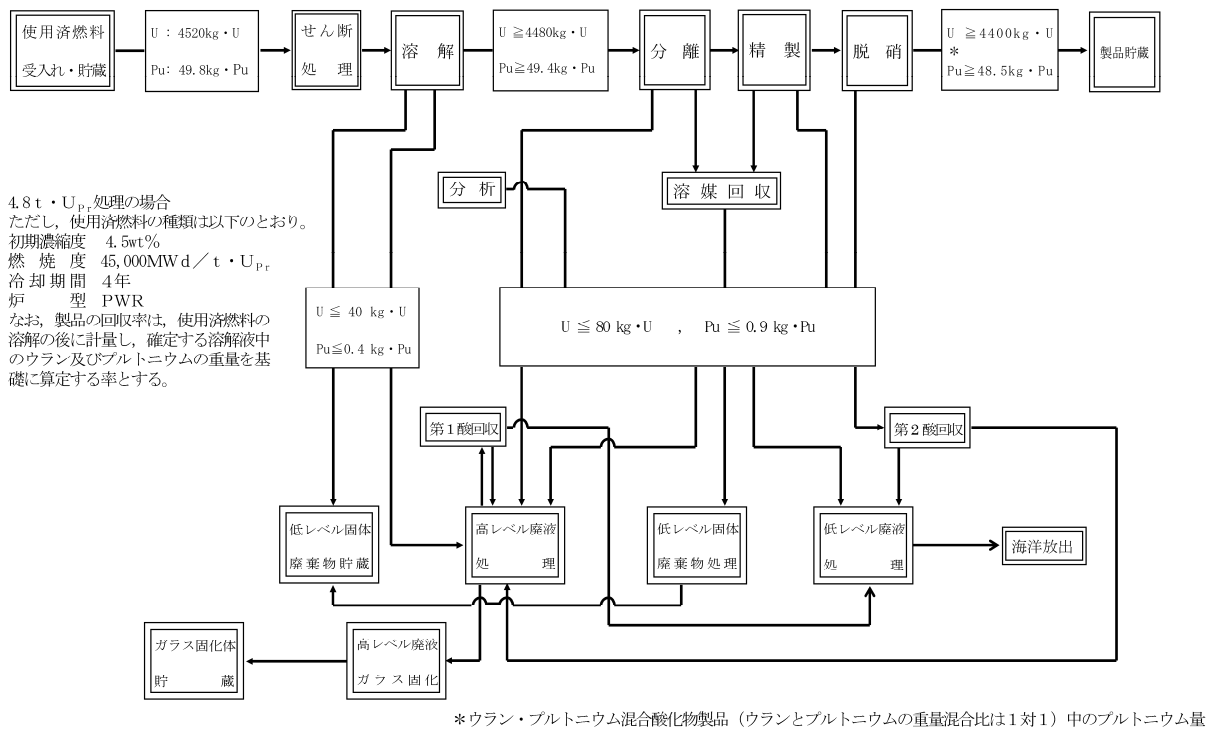 使用済燃料
受入れ・貯蔵
U : 4520kg・U
Pu: 49.8kg・Pu
せん断
処理
溶解
U ≧4480kg・U
Pu≧49.4kg・Pu
分離
精製
脱硝
U ≧4400kg・U
*
Pu≧48.5kg・Pu
製品貯蔵
分析
溶媒回収
4.8t・UPr処理の場合
ただし，使用済燃料の種類は以下のとおり。
初期濃縮度 4.5wt%
燃焼度 45,000MWd／t・UPr
冷却期間 4年
炉型 PWR
なお，製品の回収率は，使用済燃料の
溶解の後に計量し，確定する溶解液中
のウラン及びプルトニウムの重量を基
礎に算定する率とする。
U ≦ 40 kg・U
Pu≦0.4 kg・Pu
U ≦ 80 kg・U ， Pu ≦ 0.9 kg・Pu
第1酸回収
第2酸回収
低レベル固体
廃棄物貯蔵
高レベル廃液
処理
低レベル固体
廃棄物処理
低レベル廃液
処理
海洋放出
ガラス固化体
貯蔵
高レベル廃液
ガラス固化
＊ウラン・プルトニウム混合酸化物製品（ウランとプルトニウムの重量混合比は1対1）中のプルトニウム量